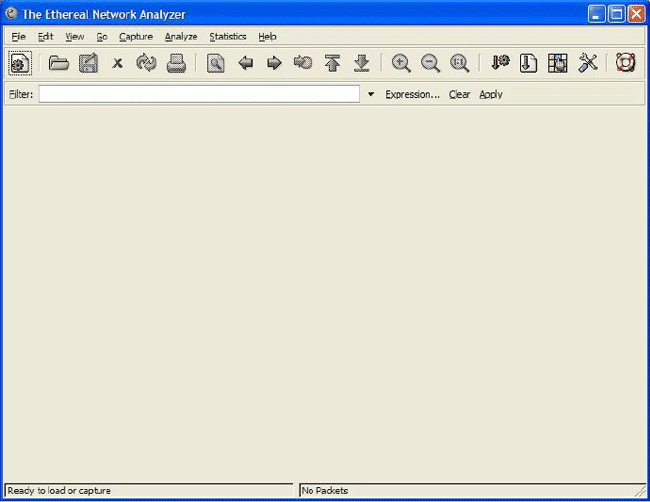 The Ethereal Network Analyzer
File Edit View Go Capture Analyze Statistics Help
Filter: Expression... Clear Apply
Ready to load or capture No Packets